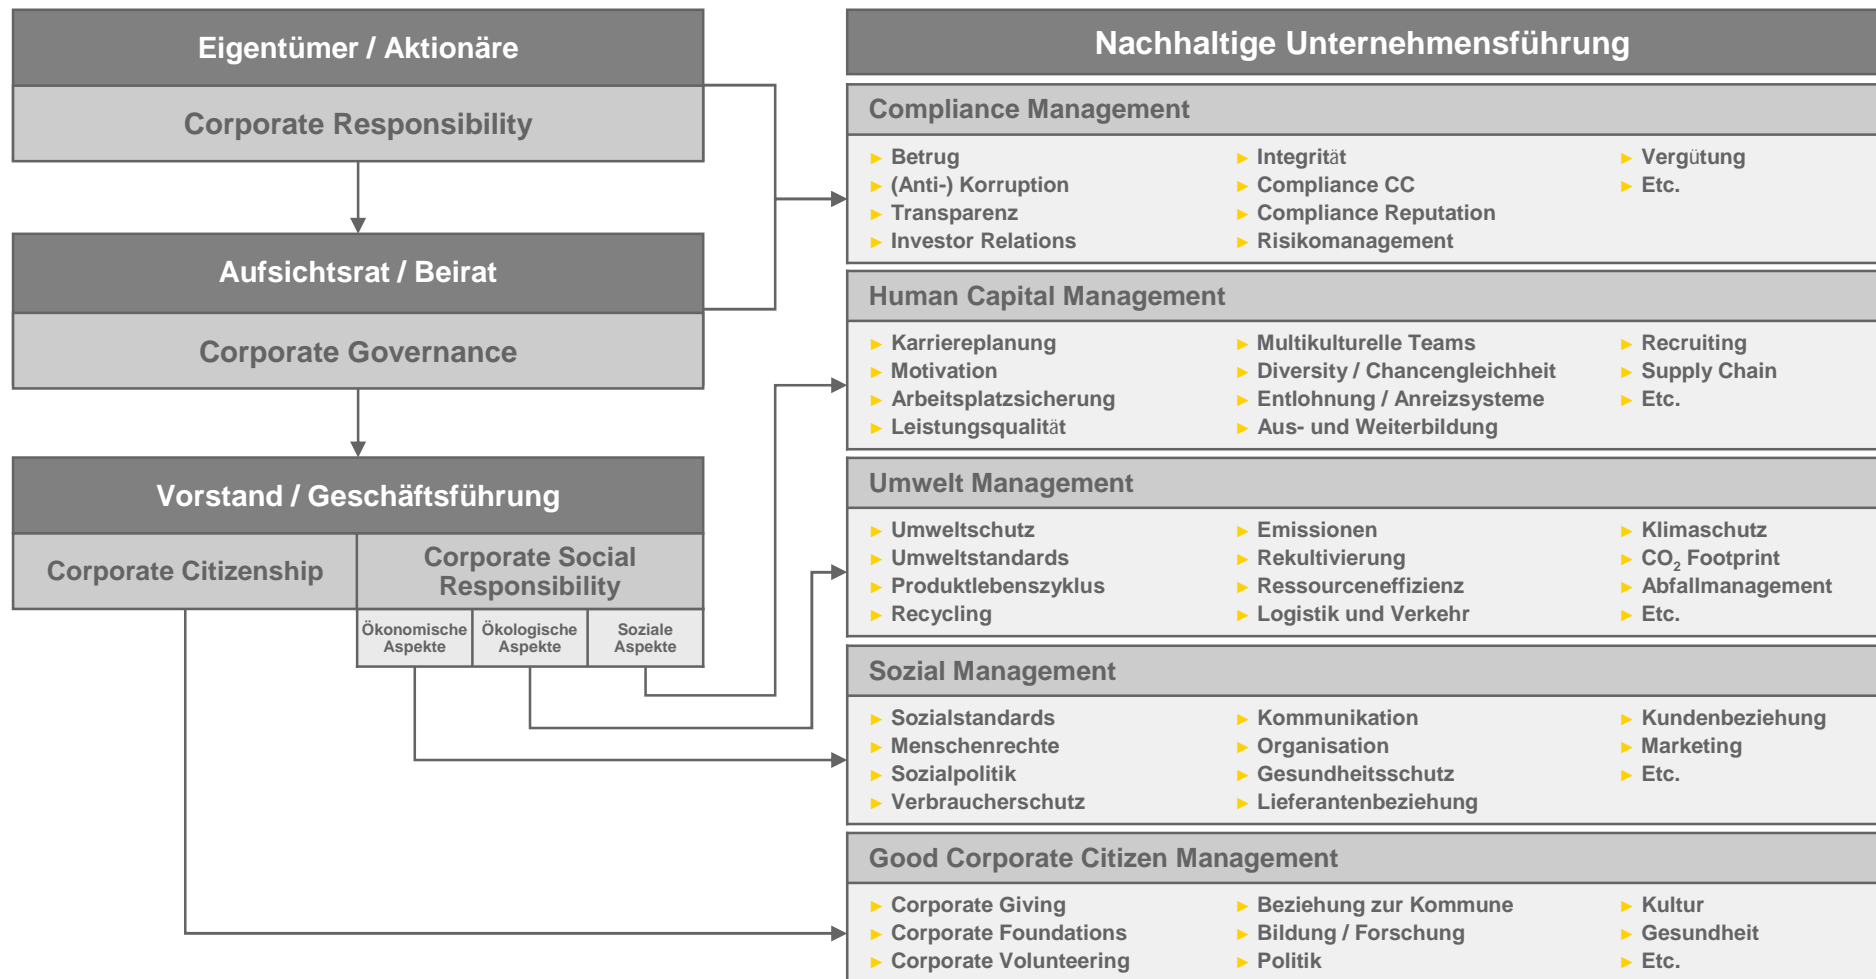 Eigentümer / Aktionäre
Corporate Responsibility
Aufsichtsrat / Beirat
Corporate Governance
Vorstand / Geschäftsführung
Corporate Citizenship
Corporate Social
Responsibility
Ökonomische
Aspekte
Ökologische
Aspekte
Soziale
Aspekte
Nachhaltige Unternehmensführung
Compliance Management
► Betrug
► (Anti-) Korruption
► Transparenz
► Investor Relations
► Integrität
► Compliance CC
► Compliance Reputation
► Risikomanagement
► Vergütung
► Etc.
Human Capital Management
► Karriereplanung
► Motivation
► Arbeitsplatzsicherung
► Leistungsqualität
► Multikulturelle Teams
► Diversity / Chancengleichheit
► Entlohnung / Anreizsysteme
► Aus- und Weiterbildung
► Recruiting
► Supply Chain
► Etc.
Umwelt Management
► Umweltschutz
► Umweltstandards
► Produktlebenszyklus
► Recycling
► Emissionen
► Rekultivierung
► Ressourceneffizienz
► Logistik und Verkehr
► Klimaschutz
► CO₂ Footprint
► Abfallmanagement
► Etc.
Sozial Management
► Sozialstandards
► Menschenrechte
► Sozialpolitik
► Verbraucherschutz
► Kommunikation
► Organisation
► Gesundheitsschutz
► Lieferantenbeziehung
► Kundenbeziehung
► Marketing
► Etc.
Good Corporate Citizen Management
► Corporate Giving
► Corporate Foundations
► Corporate Volunteering
► Beziehung zur Kommune
► Bildung / Forschung
► Politik
► Kultur
► Gesundheit
► Etc.